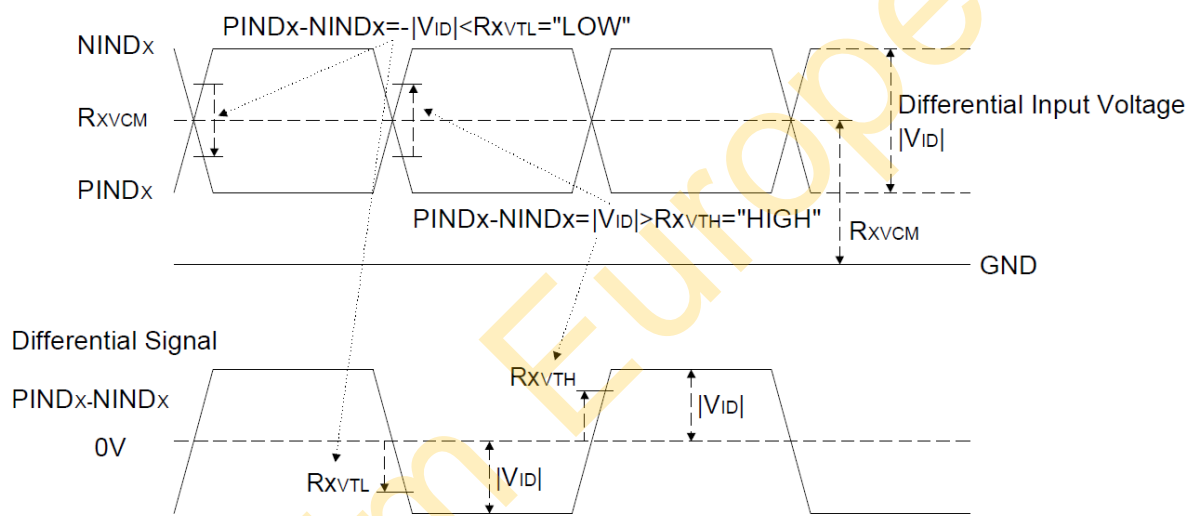 PINDx-NINDx=-|VID|<RxVTL="LOW"
NINDX
RXVCM
Differential Input Voltage
|VID|
PINDX
PINDx-NINDx=|VID|>RxVTH="HIGH"
RXVCM
GND
Differential Signal
RXVTH
PINDX-NINDX
|VID|
0V
RXVTL
|VID|
m Europe